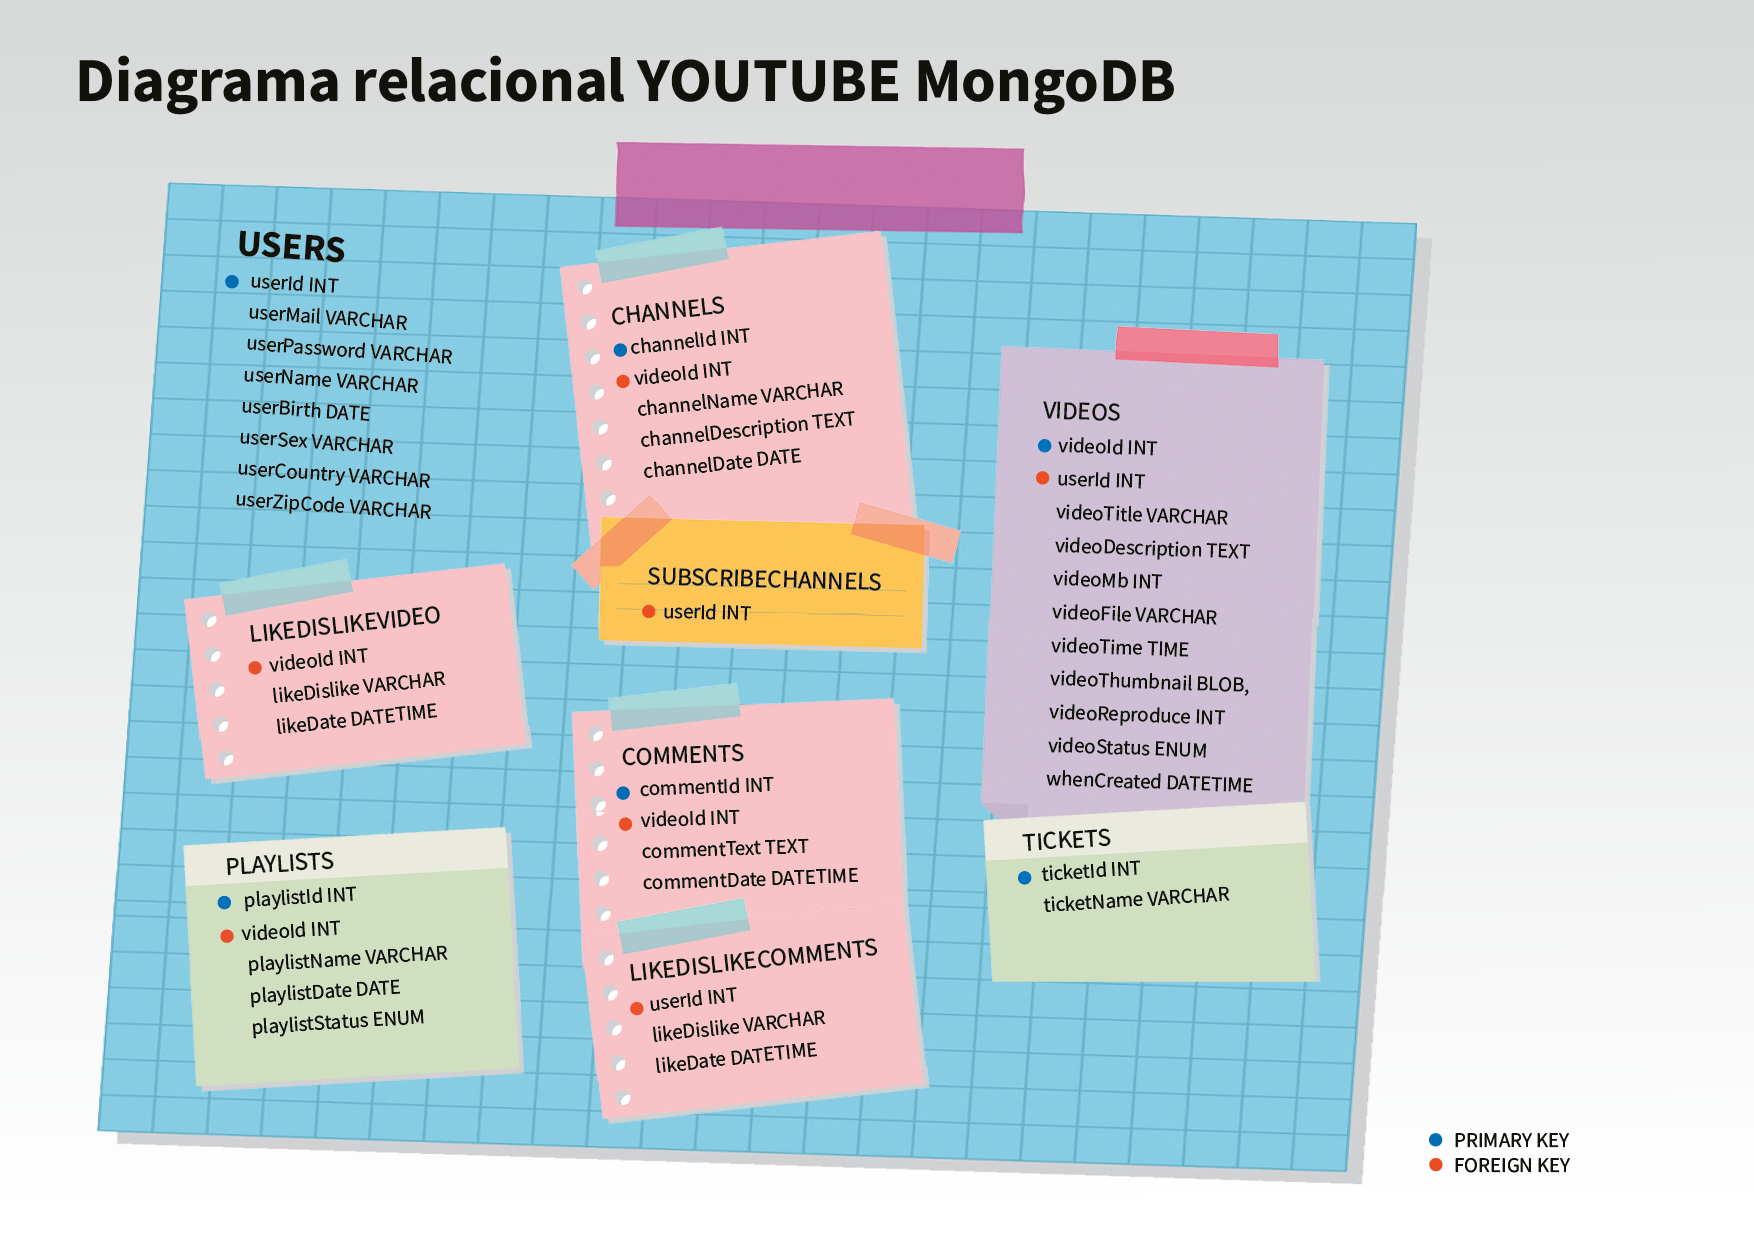 Diagrama relacional YOUTUBE MongoDB
USERS
userId INT
userMail VARCHAR
userPassword VARCHAR
userName VARCHAR
userBirth DATE
userSex VARCHAR
userCountry VARCHAR
userZipCode VARCHAR
LIKEDISLIKEVIDEO
videoId INT
likeDislike VARCHAR
likeDate DATETIME
PLAYLISTS
playlistId INT
videoId INT
playlistName VARCHAR
playlistDate DATE
playlistStatus ENUM
CHANNELS
channelId INT
videoId INT
channelName VARCHAR
channelDescription TEXT
channelDate DATE
SUBSCRIBECHANNELS
userId INT
COMMENTS
commentId INT
videoId INT
commentText TEXT
commentDate DATETIME
LIKEDISLIKECOMMENTS
userId INT
likeDislike VARCHAR
likeDate DATETIME
VIDEOS
videoId INT
userId INT
videoTitle VARCHAR
videoDescription TEXT
videoMb INT
videoFile VARCHAR
videoTime TIME
videoThumbnail BLOB,
videoReproduce INT
videoStatus ENUM
whenCreated DATETIME
TICKETS
ticketId INT
ticketName VARCHAR
PRIMARY KEY
FOREIGN KEY